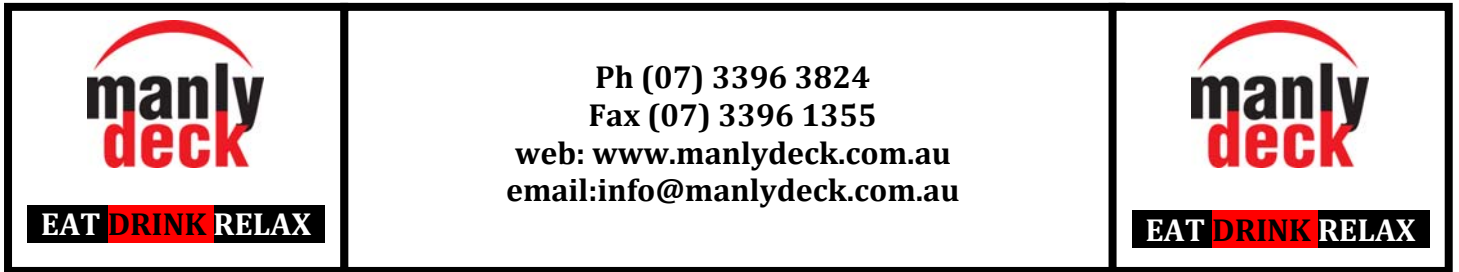 manly
deck
EAT DRINK RELAX
Ph (07) 3396 3824
Fax (07) 3396 1355
web: www.manlydeck.com.au
email:info@manlydeck.com.au
manly
deck
EAT DRINK RELAX